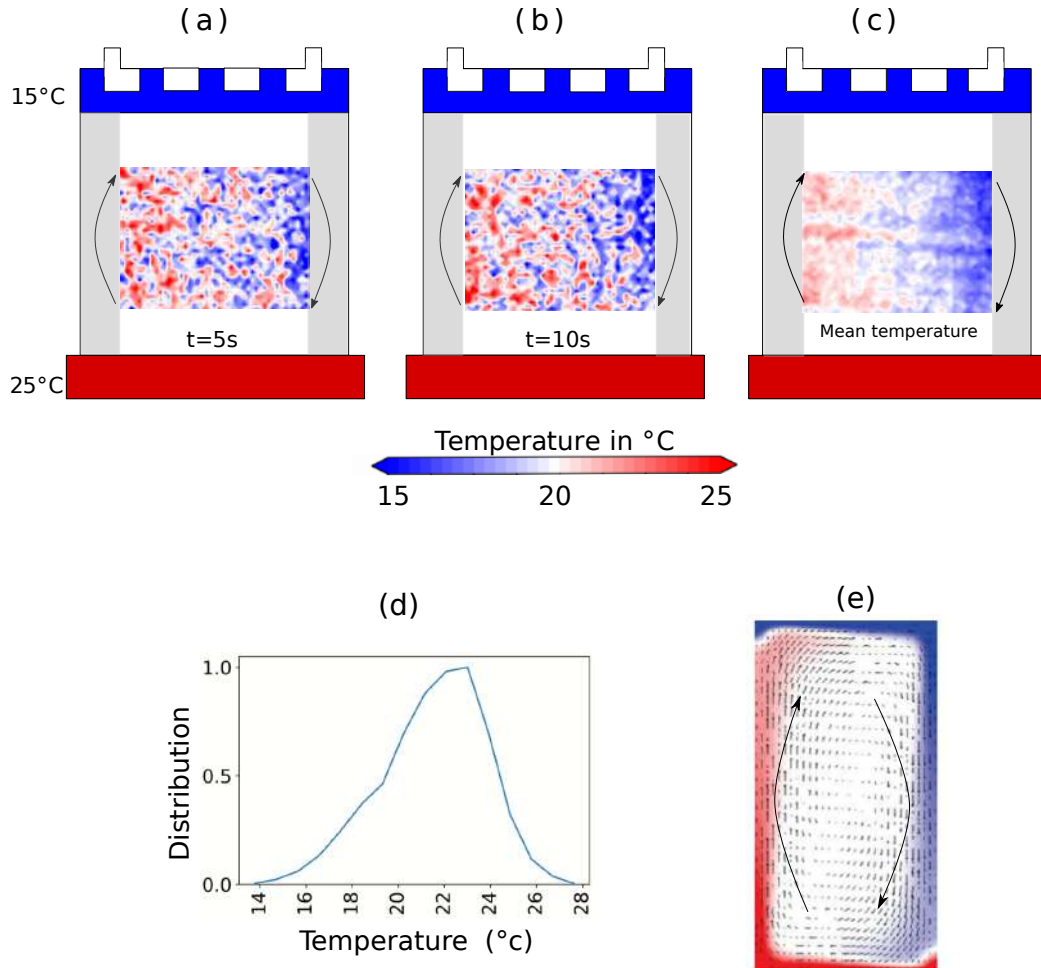 (a) (b) (c)
15°C
t=5s t=10s Mean temperature
25°C
Temperature in °C
15 20 25
(d) (e)
1.0
0.5
0.0
Distribution
14 16 18 20 22 23 24 26 28
Temperature (°c)